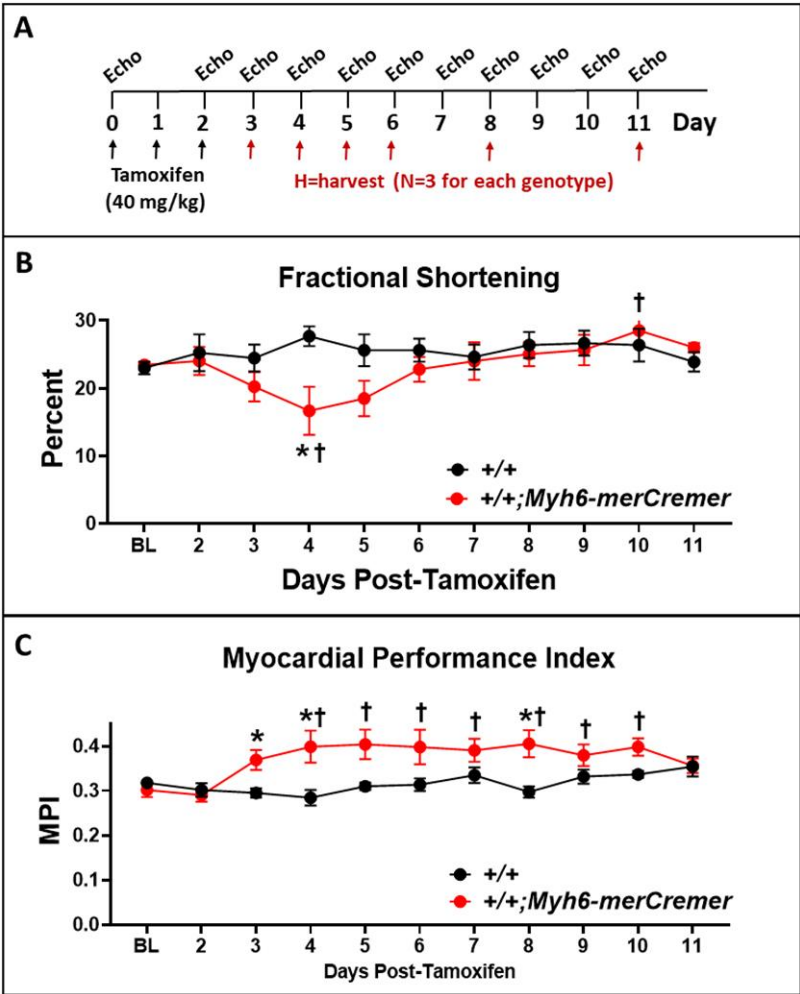 A
Echo Echo Echo Echo Echo Echo Echo Echo Echo Echo Echo
0 1 2 3 4 5 6 7 8 9 10 11 Day
Tamoxifen
(40 mg/kg)
H=harvest (N=3 for each genotype)
B
Fractional Shortening
†
30
20
10
0
Percent
*†
+/+
+/+;Myh6-merCremer
BL 2 3 4 5 6 7 8 9 10 11
Days Post-Tamoxifen
C
Myocardial Performance Index
* *† † † † *† † †
0.4
0.3
0.2
0.1
0.0
MPI
+/+
+/+;Myh6-merCremer
BL 2 3 4 5 6 7 8 9 10 11
Days Post-Tamoxifen